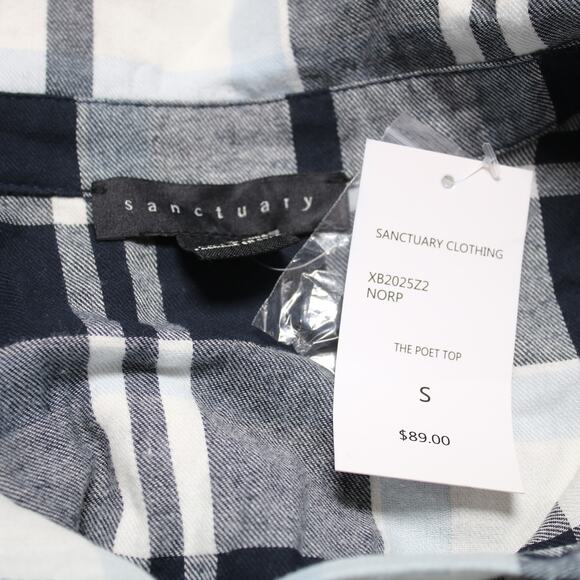 sanctuary
SANCTUARY CLOTHING
XB2025Z2
NORP
THE POET TOP
S
$89.00